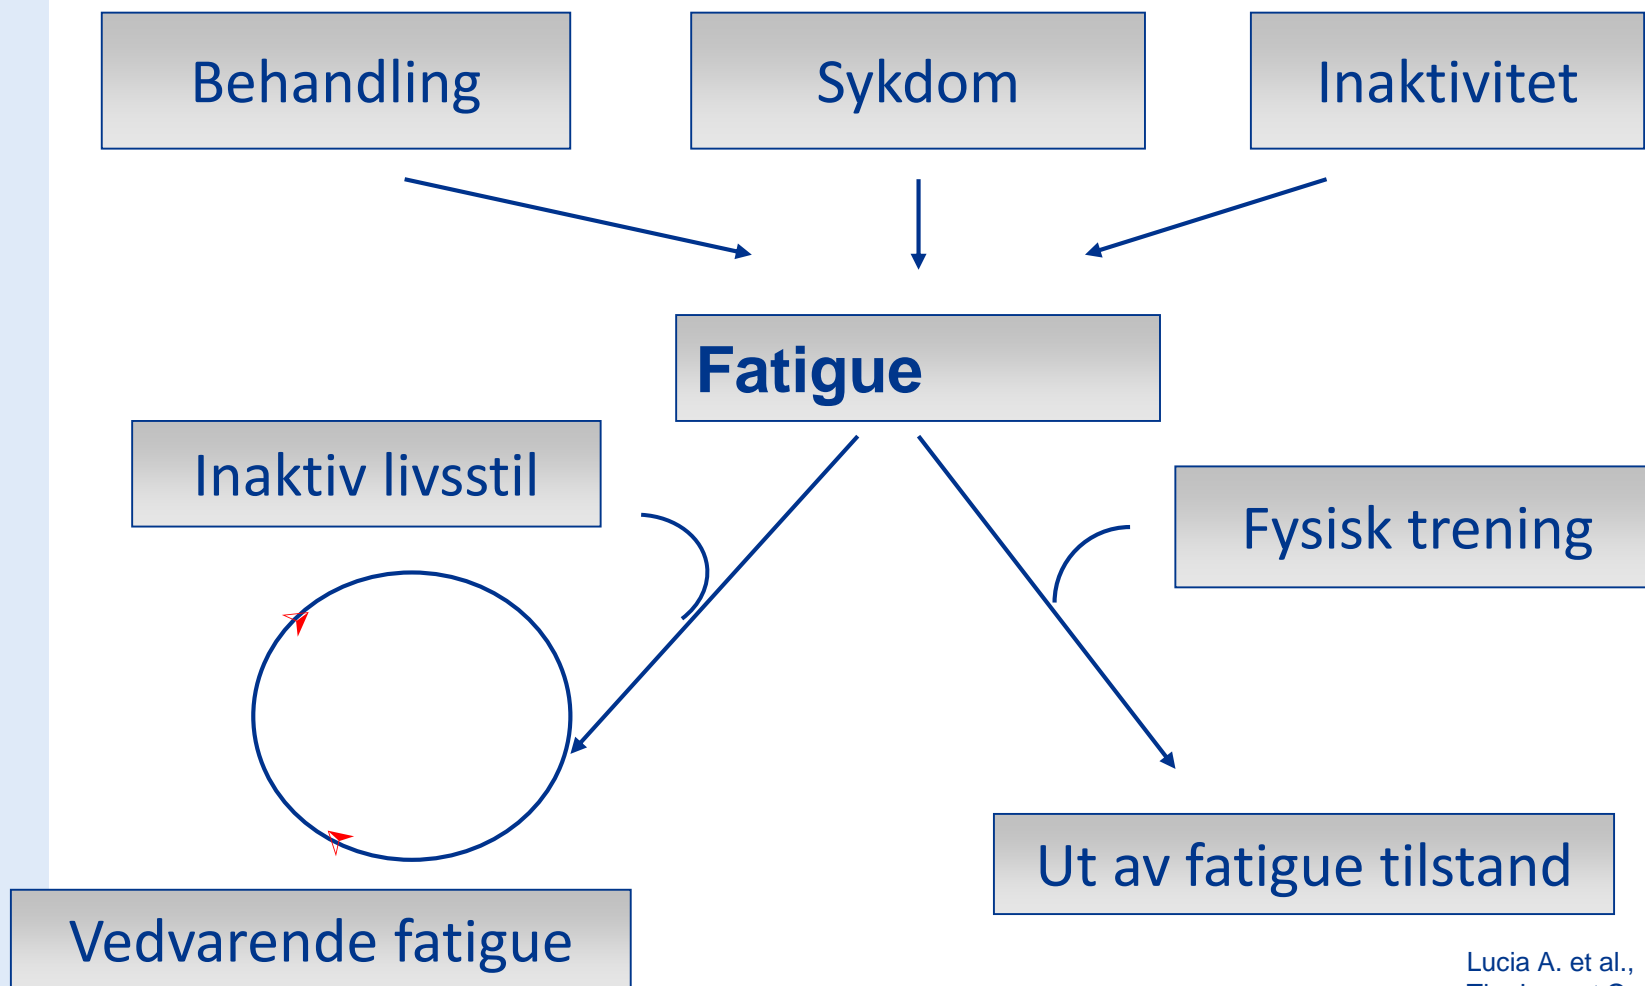 Behandling
Sykdom
Inaktivitet
Fatigue
Inaktiv livsstil
Fysisk trening
Ut av fatigue tilstand
Vedvarende fatigue
Lucia A. et al.,